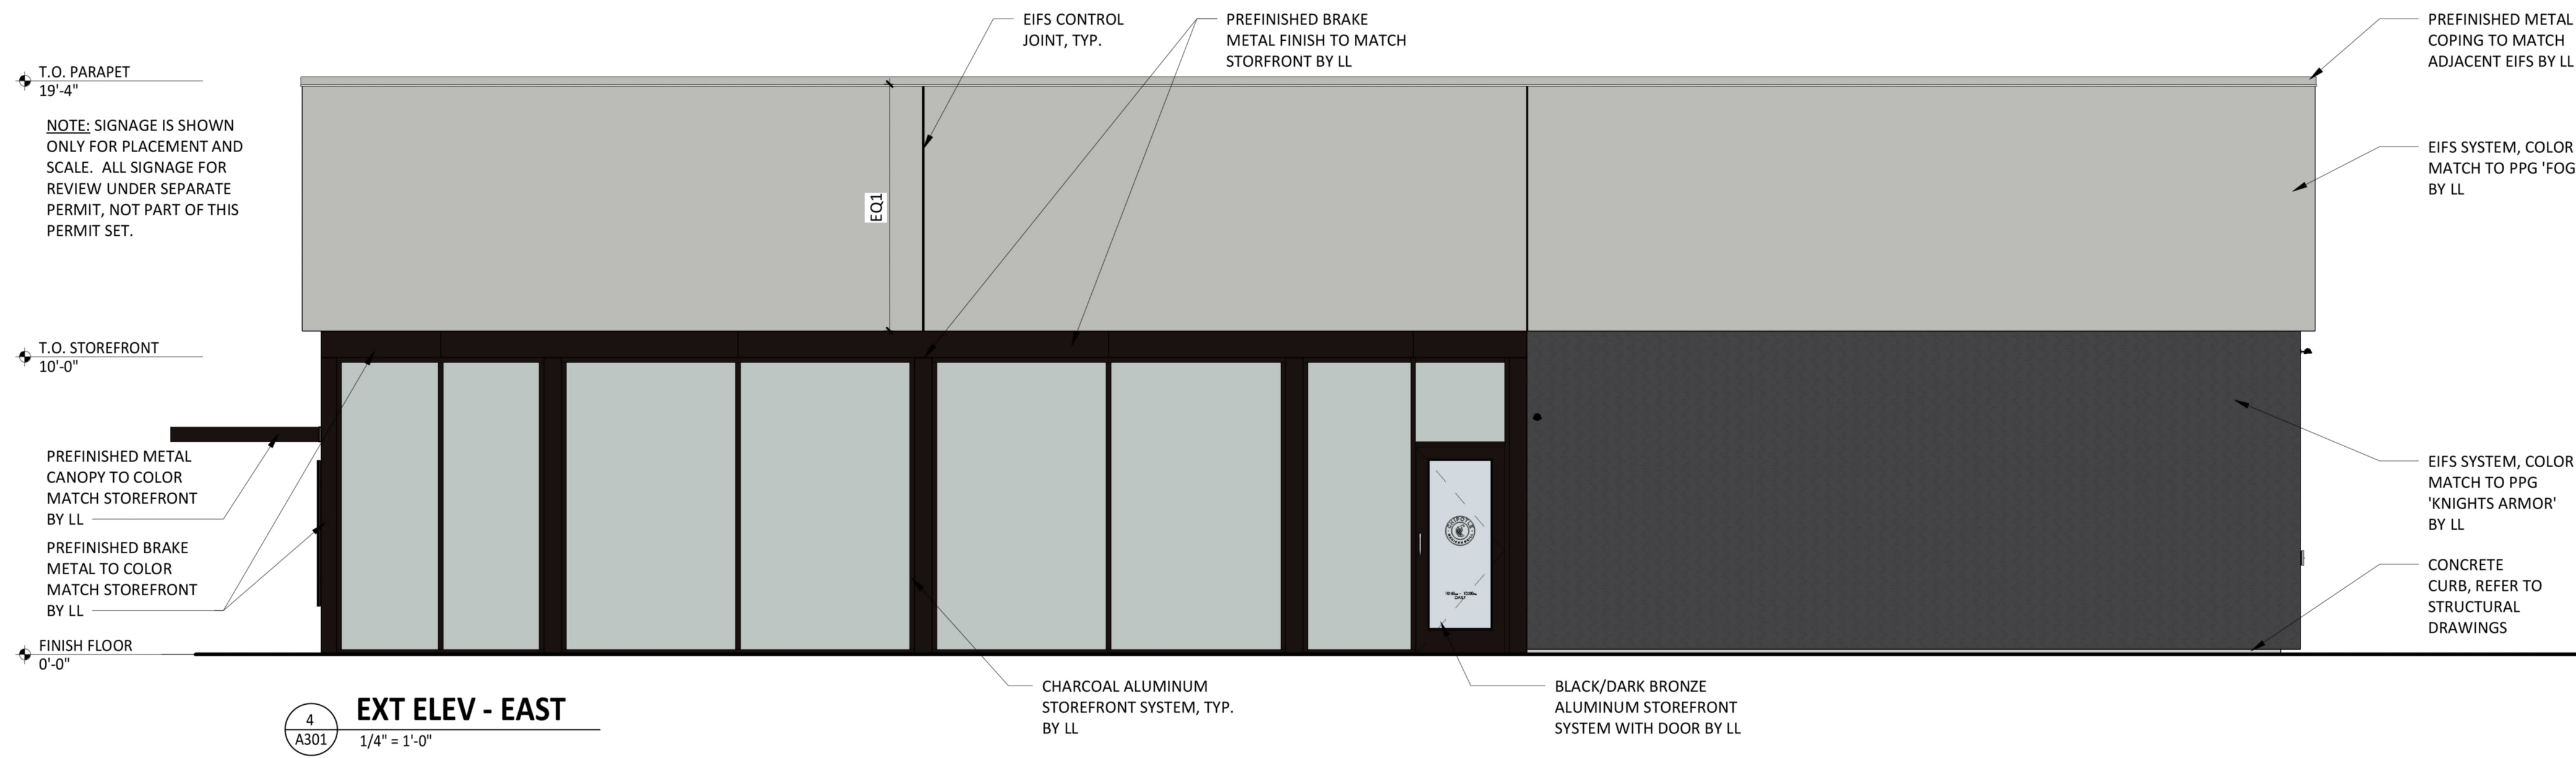 EIFS CONTROL
JOINT, TYP.
PREFINISHED BRAKE
METAL FINISH TO MATCH
STORFRONT BY LL
PREFINISHED METAL
COPING TO MATCH
ADJACENT EIFS BY LL
T.O. PARAPET
19'-4"
NOTE: SIGNAGE IS SHOWN
ONLY FOR PLACEMENT AND
SCALE. ALL SIGNAGE FOR
REVIEW UNDER SEPARATE
PERMIT, NOT PART OF THIS
PERMIT SET.
EQ1
EIFS SYSTEM, COLOR
MATCH TO PPG 'FOG
BY LL
T.O. STOREFRONT
10'-0"
PREFINISHED METAL
CANOPY TO COLOR
MATCH STOREFRONT
BY LL
PREFINISHED BRAKE
METAL TO COLOR
MATCH STOREFRONT
BY LL
CHIPOTLE
DAILY
EIFS SYSTEM, COLOR
MATCH TO PPG
'KNIGHTS ARMOR'
BY LL
CONCRETE
CURB, REFER TO
STRUCTURAL
DRAWINGS
FINISH FLOOR
0'-0"
CHARCOAL ALUMINUM
STOREFRONT SYSTEM, TYP.
BY LL
BLACK/DARK BRONZE
ALUMINUM STOREFRONT
SYSTEM WITH DOOR BY LL
4
A301
EXT ELEV - EAST
1/4" = 1'-0"